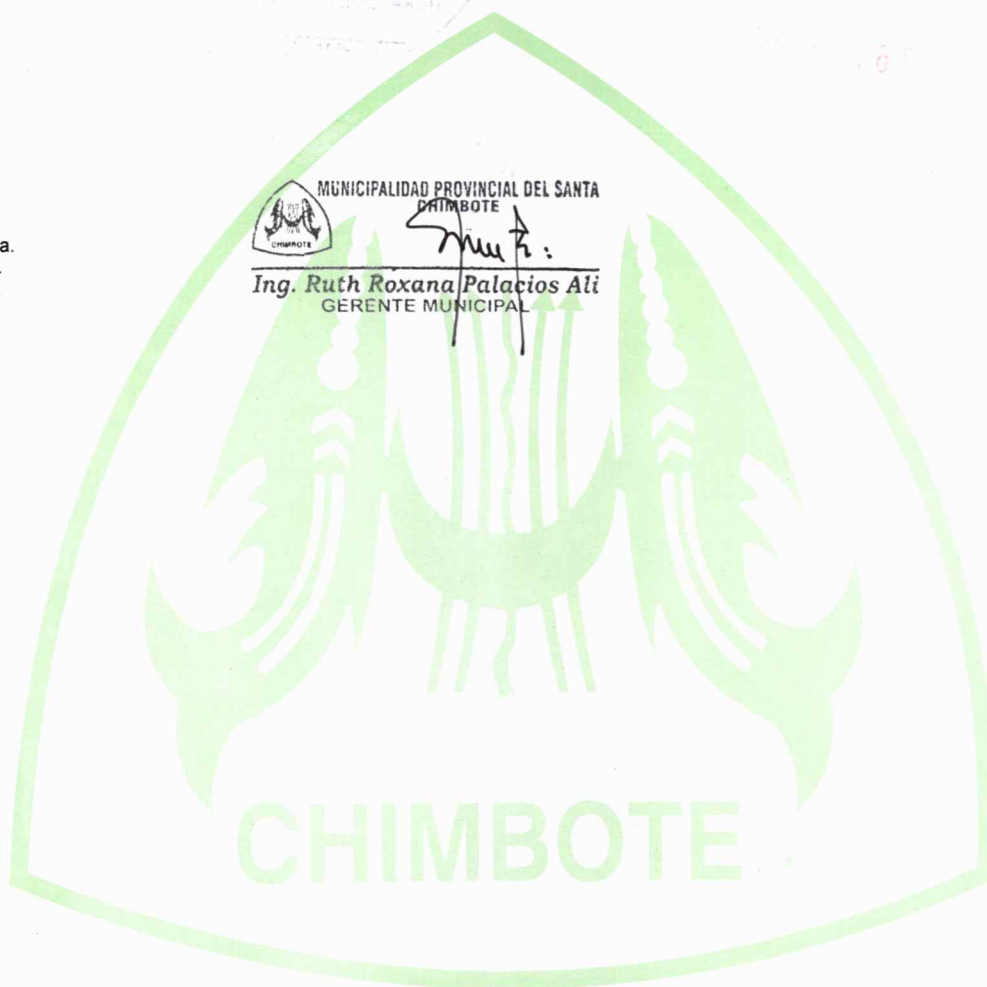 MUNICIPALIDAD PROVINCIAL DEL SANTA
CHIMBOTE
CHIMBOTE
a.
Ing. Ruth Roxana Palacios Ali
GERENTE MUNICIPAL
CHIMBOTE